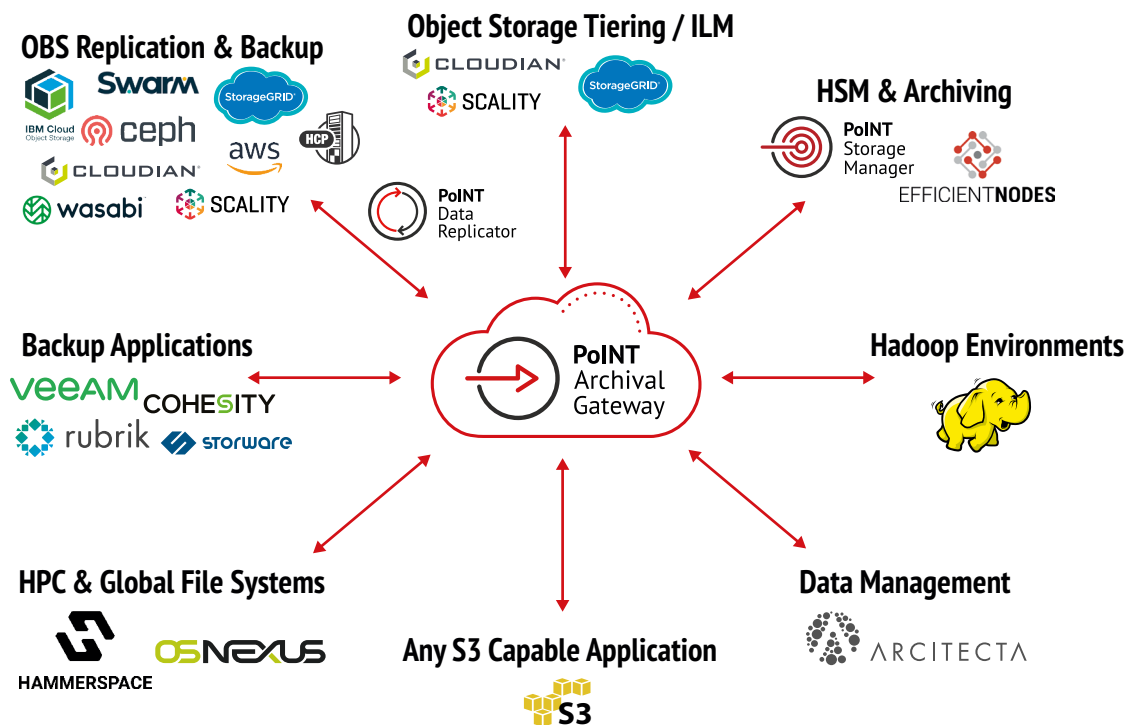 OBS Replication & Backup
IBM Cloud
Object Storage
Swarm
StorageGRID®
ceph
HCP
CLOUDIAN®
aws
wasabi
SCALITY
Object Storage Tiering / ILM
CLOUDIAN®
SCALITY
StorageGRID®
HSM & Archiving
PoINT
Storage
Manager
EFFICIENTNODES
PoINT
Data
Replicator
Backup Applications
veeam
COHESITY
rubrik
storware
PoINT
Archival
Gateway
Hadoop Environments
HPC & Global File Systems
HAMMERSPACE
OSNEXUS
Any S3 Capable Application
S3
Data Management
ARCITECTA